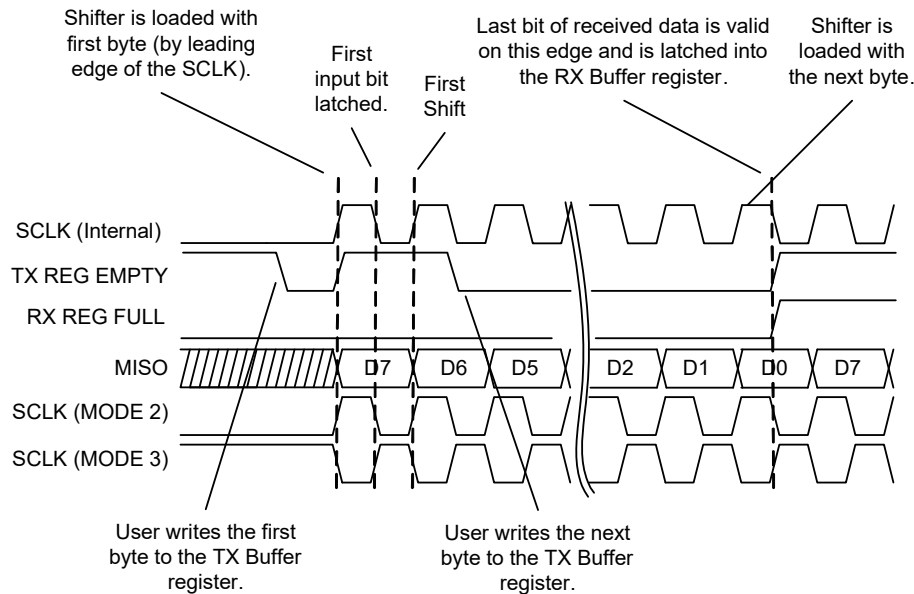 Shifter is loaded with
first byte (by leading
edge of the SCLK).
First
input bit
latched.
First
Shift
Last bit of received data is valid
on this edge and is latched into
the RX Buffer register.
Shifter is
loaded with
the next byte.
SCLK (Internal)
TX REG EMPTY
RX REG FULL
MISO
D7 D6 D5 D2 D1 D0 D7
SCLK (MODE 2)
SCLK (MODE 3)
User writes the first
byte to the TX Buffer
register.
User writes the next
byte to the TX Buffer
register.